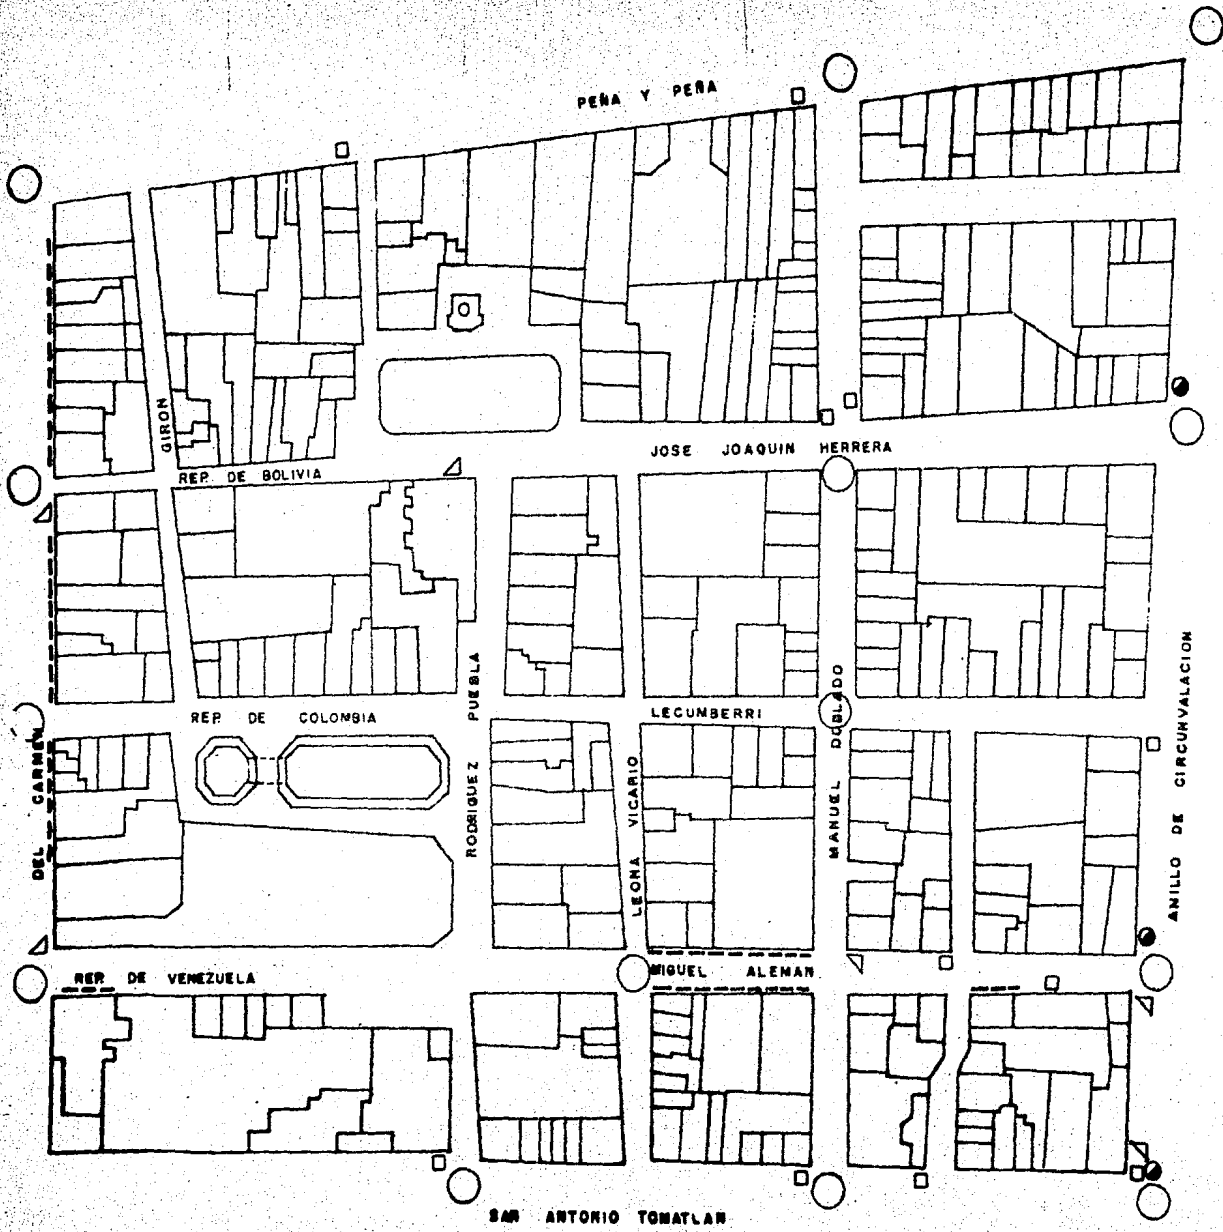 PEÑA Y PEÑA
GIRON
JOSE JOAQUIN HERRERA
REP. DE BOLIVIA
REP. DE COLOMBIA
RODRIGUEZ PUEBLA
LECUMBERRI
LEONA VICARIO
MANUEL DOBLADO
ANILLO DE CIRCUNVALACION
DEL CARMEN
REP. DE VENEZUELA
MIGUEL ALEMAN
SAN ANTONIO TOMATLAN